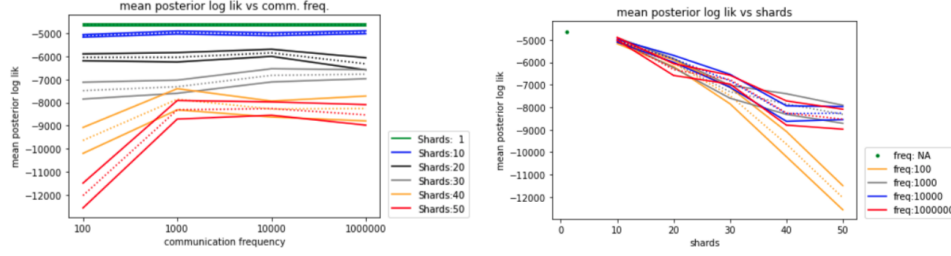 mean posterior log lik vs comm. freq.
mean posterior log lik
−5000
−6000
−7000
−8000
−9000
−10000
−11000
−12000
100
1000
10000
1000000
communication frequency
Shards: 1
Shards:10
Shards:20
Shards:30
Shards:40
Shards:50
mean posterior log lik vs shards
mean posterior log lik
−5000
−6000
−7000
−8000
−9000
−10000
−11000
−12000
0
10
20
30
40
50
shards
freq: NA
freq:100
freq:1000
freq:10000
freq:1000000